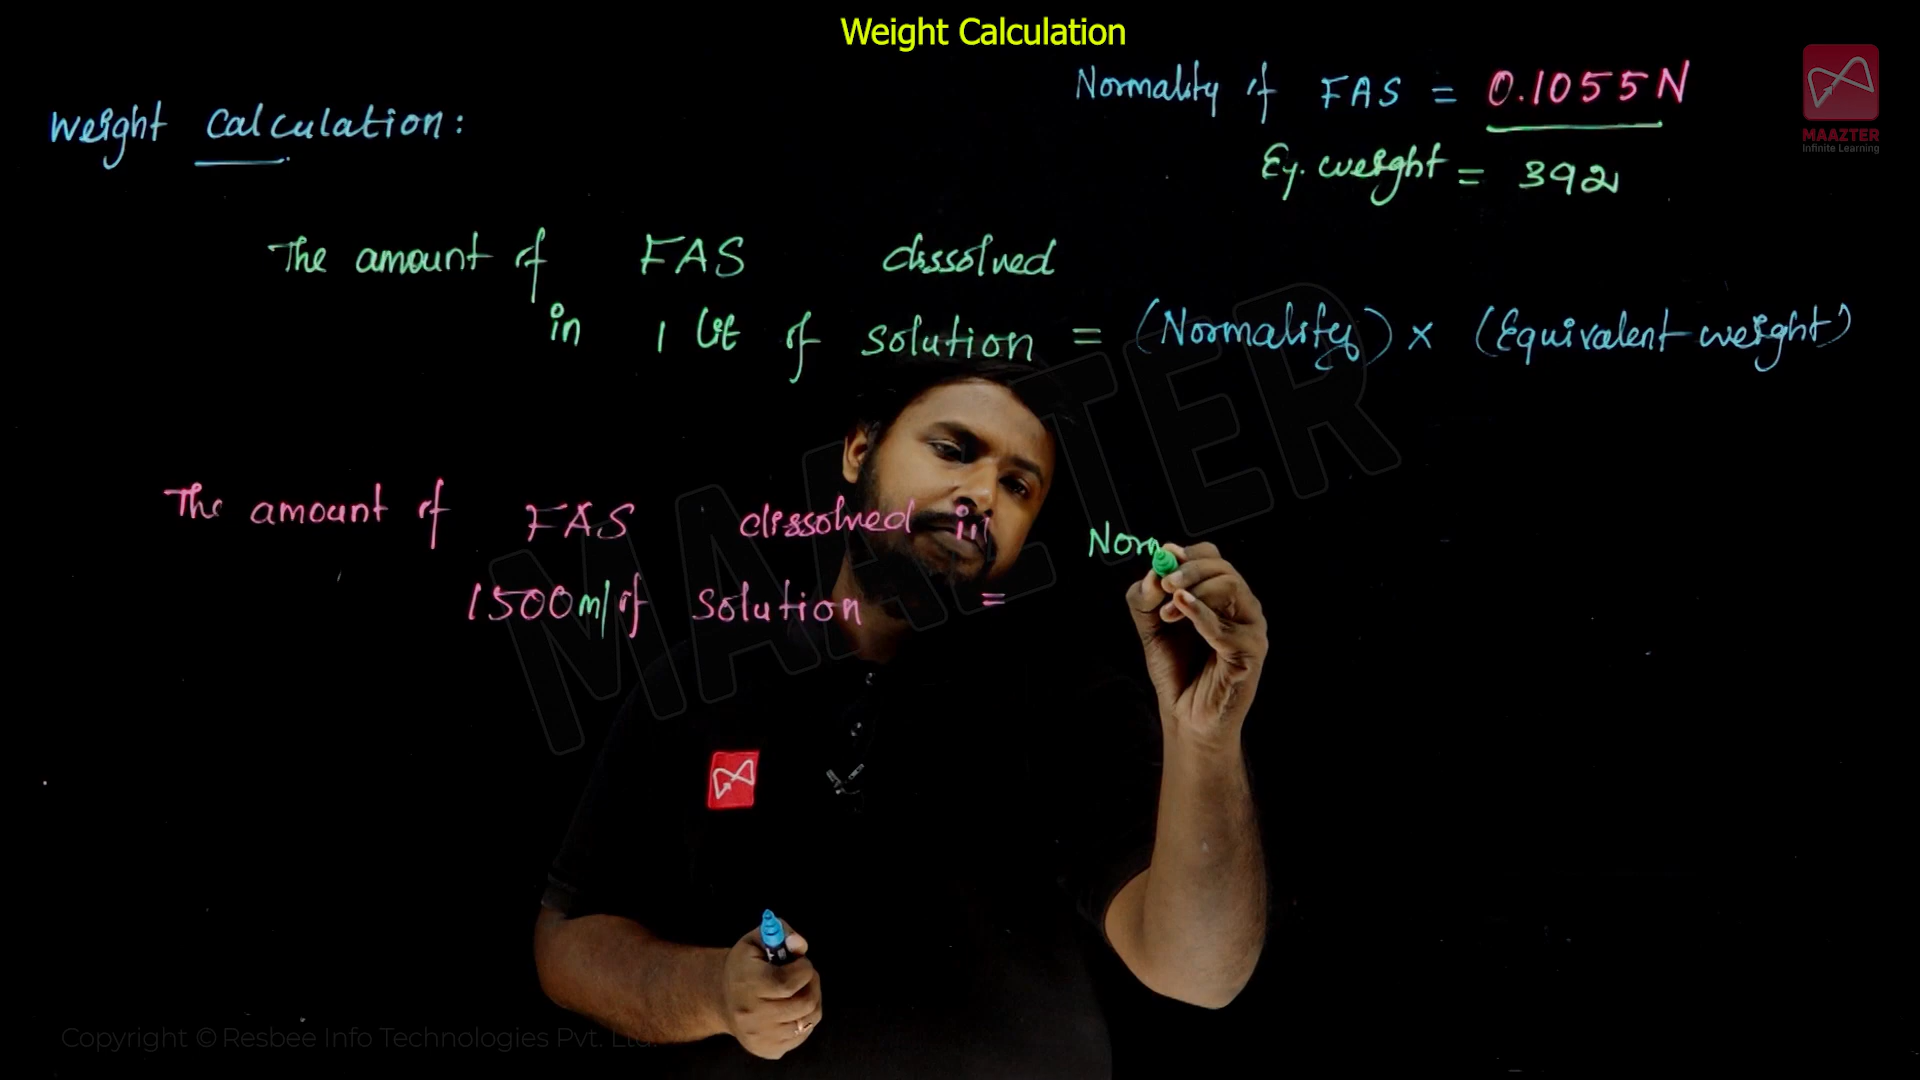 Weight Calculation
Normality of FAS = 0.1055N
MAAZTER
Infinite Learning
Weight Calculation:
Eq. weight = 392
The amount of FAS dissolved
in 1 lit of solution = (Normality) x (Equivalent weight)
MAAZTER
The amount of FAS dissolved in
Norm
1500ml of solution =
Copyright © Resbee Info Technologies Pvt. Ltd.